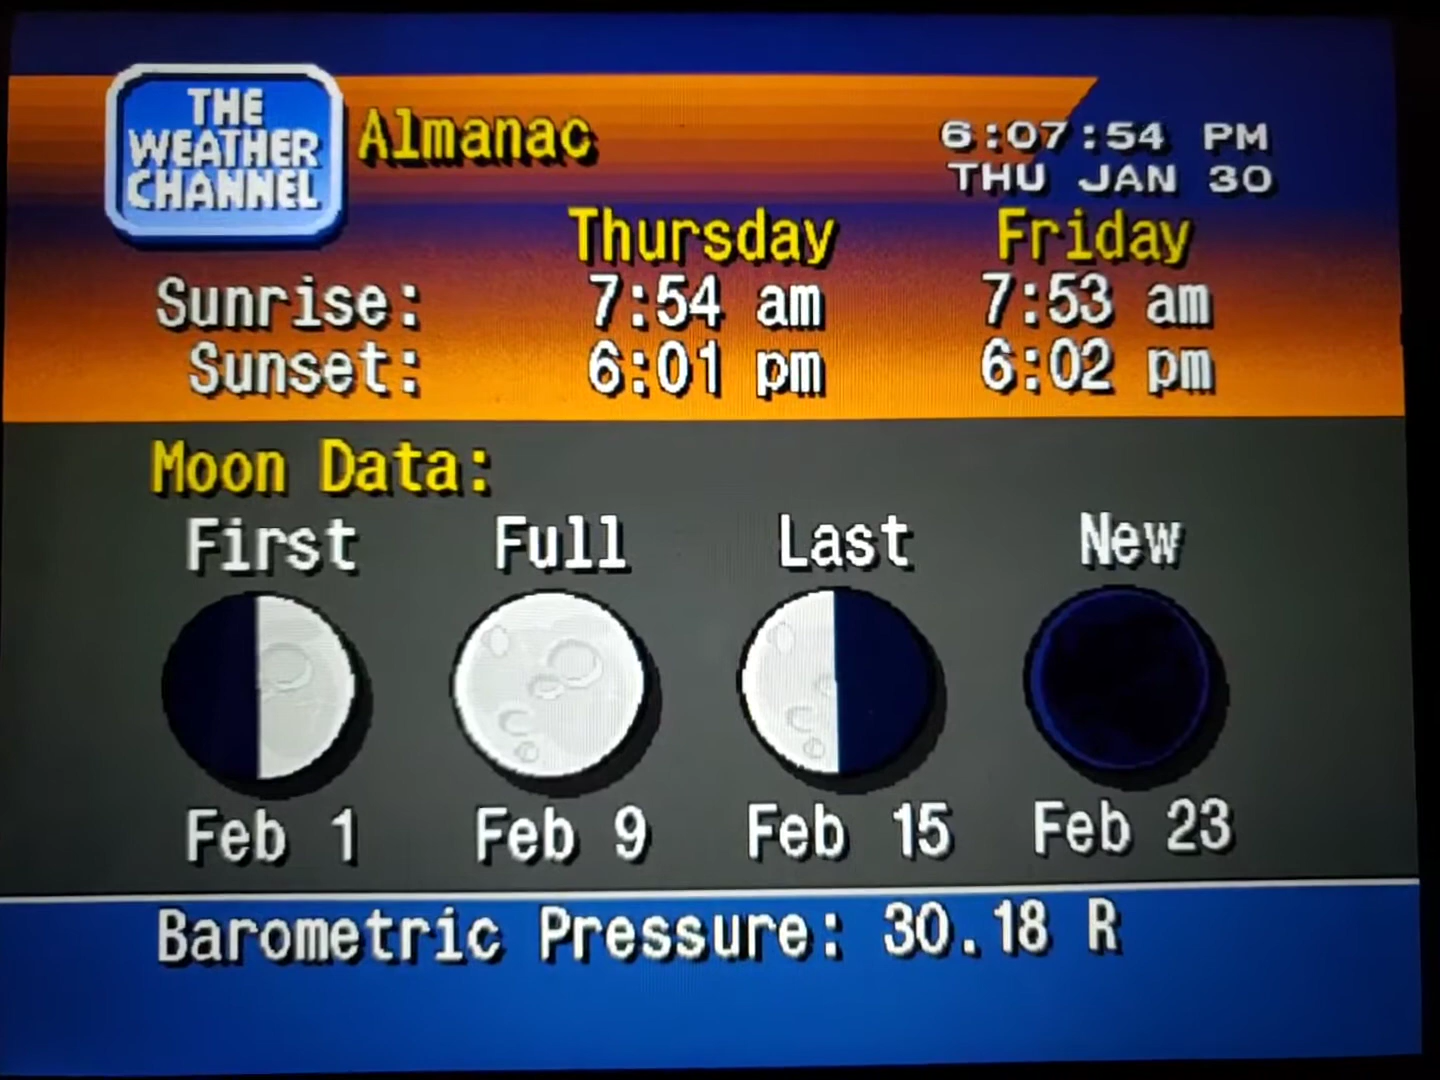 THE
WEATHER
CHANNEL
Almanac
6:07:54 PM
THU JAN 30
Thursday Friday
Sunrise: 7:54 am 7:53 am
Sunset: 6:01 pm 6:02 pm
Moon Data:
First Full Last New
Feb 1 Feb 9 Feb 15 Feb 23
Barometric Pressure: 30.18 R